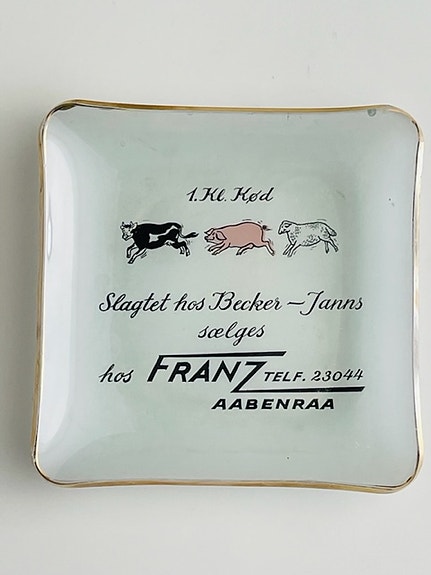 1. Kl. Kød
Slagtet hos Becker – Janns
sælges
hos FRANZ TELF. 23044
AABENRAA